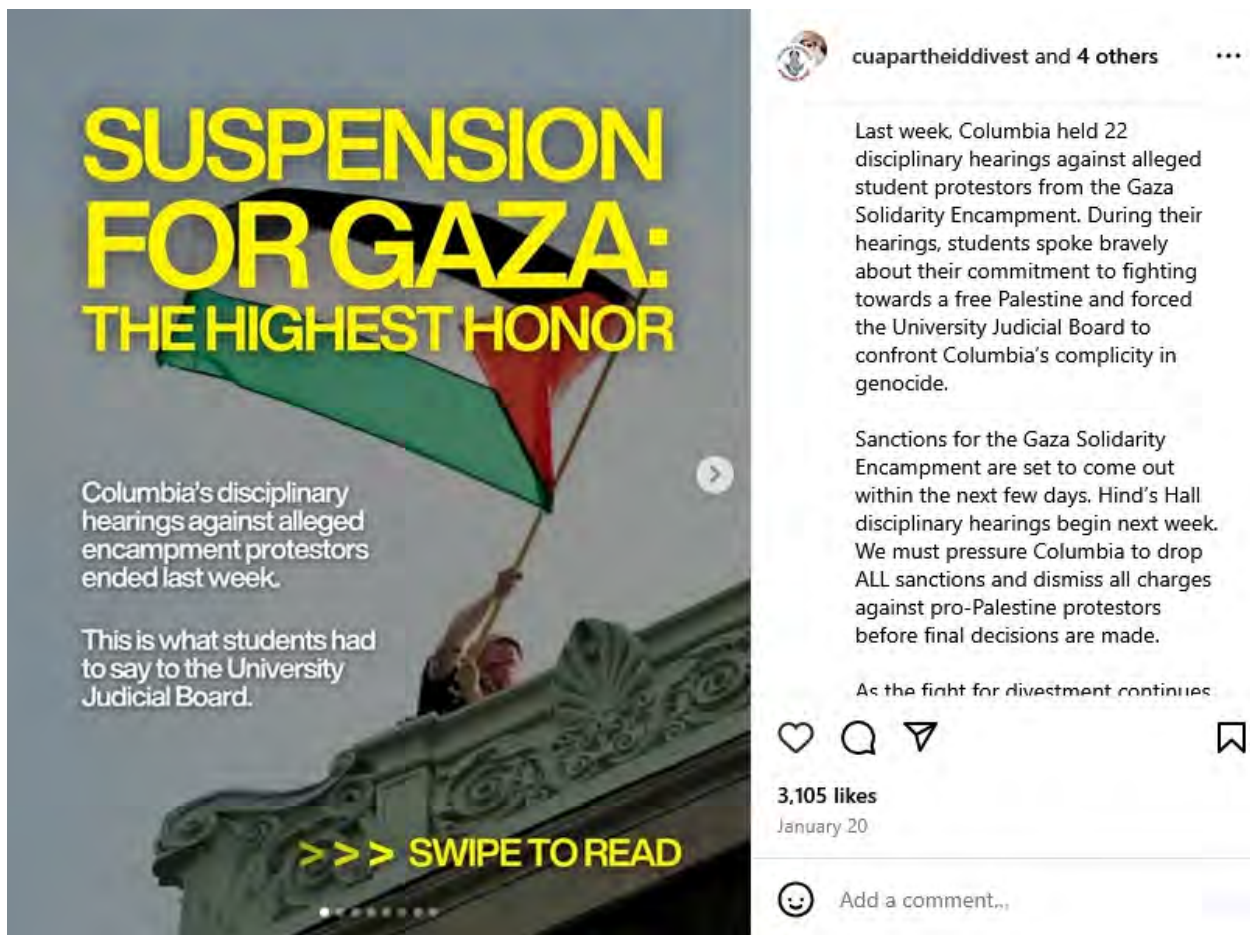 SUSPENSION
FOR GAZA:
THE HIGHEST HONOR
Columbia's disciplinary
hearings against alleged
encampment protestors
ended last week.
This is what students had
to say to the University
Judicial Board.
> > > SWIPE TO READ
cuapartheiddivest and 4 others
Last week, Columbia held 22
disciplinary hearings against alleged
student protestors from the Gaza
Solidarity Encampment. During their
hearings, students spoke bravely
about their commitment to fighting
towards a free Palestine and forced
the University Judicial Board to
confront Columbia's complicity in
genocide.
Sanctions for the Gaza Solidarity
Encampment are set to come out
within the next few days. Hind's Hall
disciplinary hearings begin next week.
We must pressure Columbia to drop
ALL sanctions and dismiss all charges
against pro-Palestine protestors
before final decisions are made.
As the fight for divestment continues
3,105 likes
January 20
Add a comment...